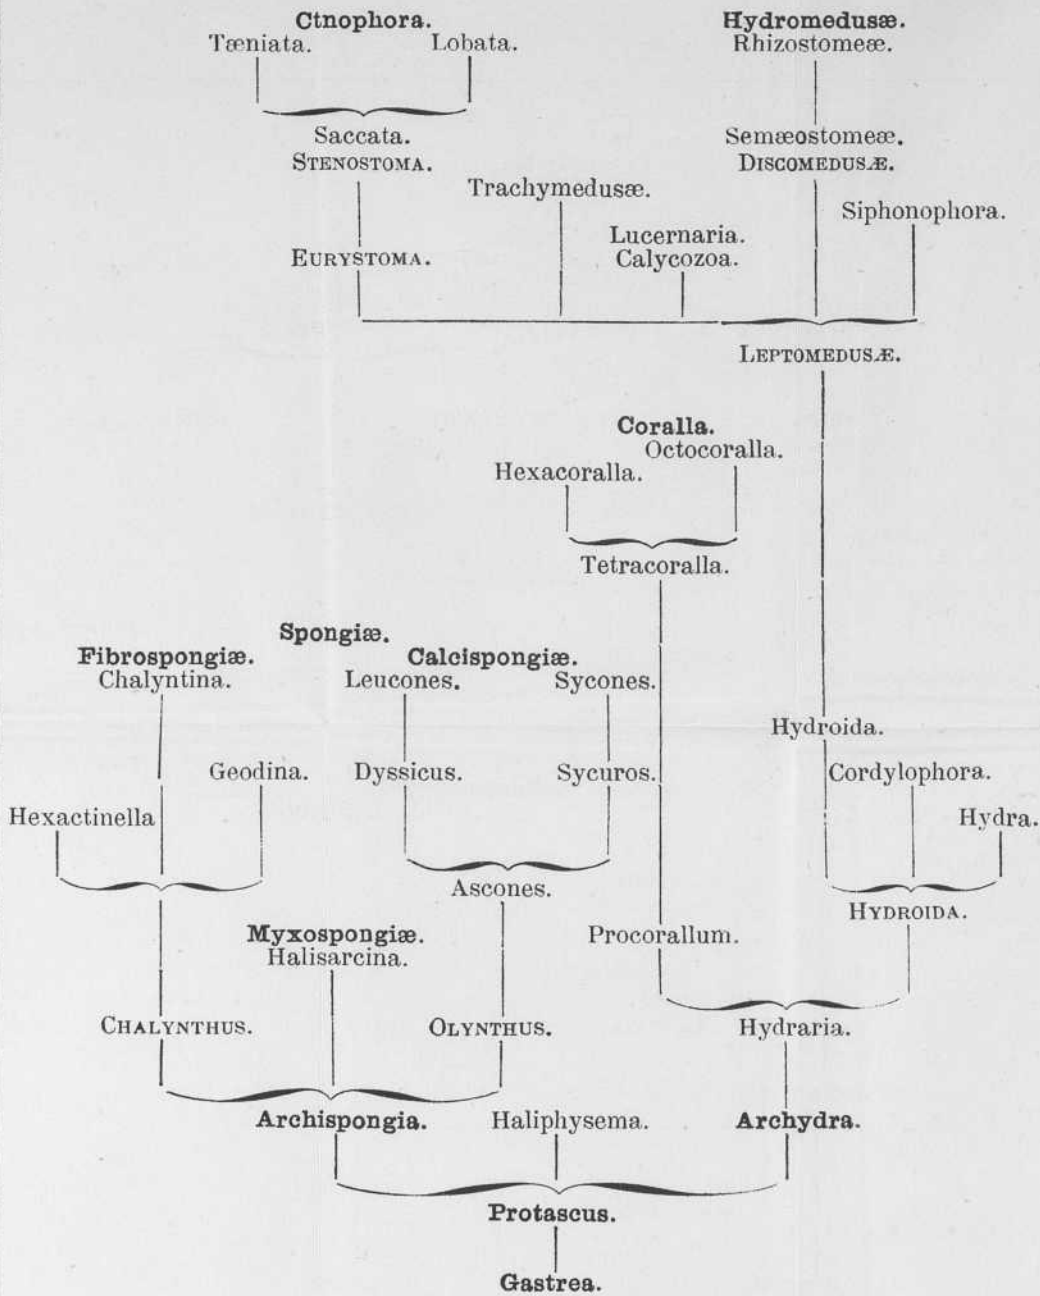 Ctnophora.
Hydromedusæ.
Tæniata.
Lobata.
Rhizostomeæ.
Saccata.
STENOSTOMA.
Semæostomeæ.
DISCOMEDUSÆ.
Trachymedusæ.
Siphonophora.
Lucernaria.
EURYSTOMA.
Calycozoa.
LEPTOMEDUSÆ.
Coralla.
Octocoralla.
Hexacoralla.
Tetracoralla.
Spongiæ.
Fibrospongiæ.
Calcispongiæ.
Chalyntina.
Leucones.
Sycones.
Hydroida.
Geodina.
Dyssicus.
Sycuros.
Cordylophora.
Hexactinella
Hydra.
Ascones.
HYDROIDA.
Myxospongiæ.
Procorallum.
Halisarcina.
CHALYNTHUS.
OLYNTHUS.
Hydraria.
Archispongia.
Haliphysema.
Archydra.
Protascus.
Gastrea.